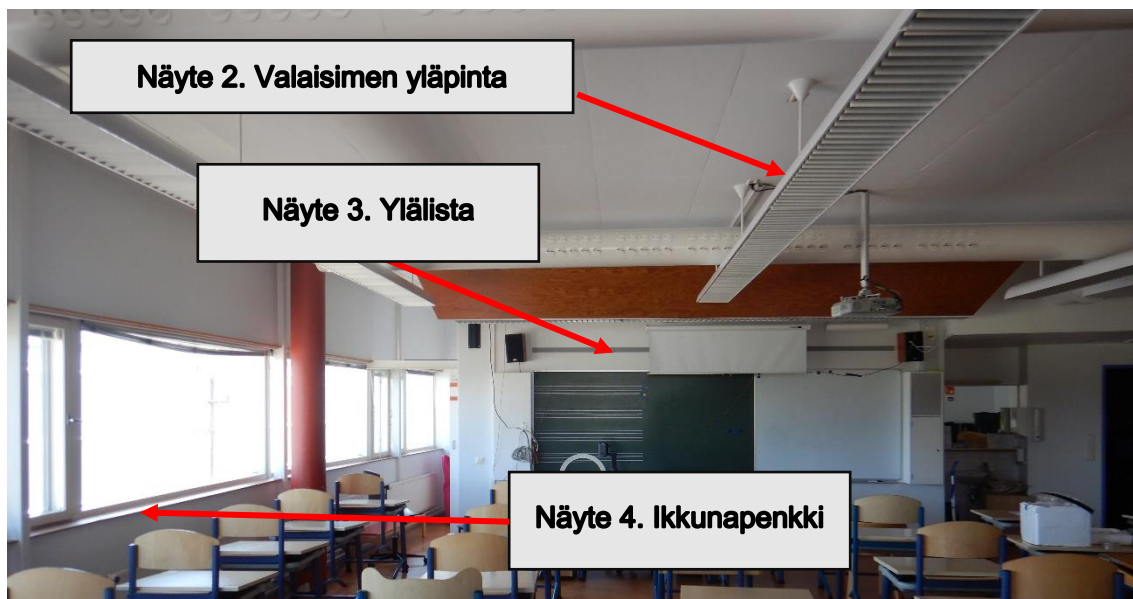 Näyte 2. Valaisimen yläpinta
Näyte 3. Ylälista
Näyte 4. Ikkunapenkki